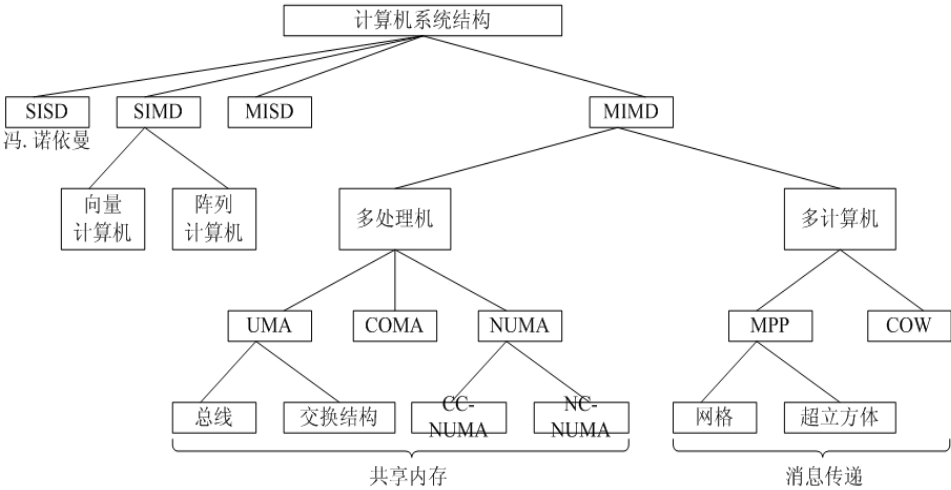 计算机系统结构
SISD
SIMD
MISD
MIMD
冯.诺依曼
向量
计算机
阵列
计算机
多处理机
多计算机
UMA
COMA
NUMA
MPP
COW
总线
交换结构
CC-
NUMA
NC-
NUMA
网格
超立方体
共享内存
消息传递